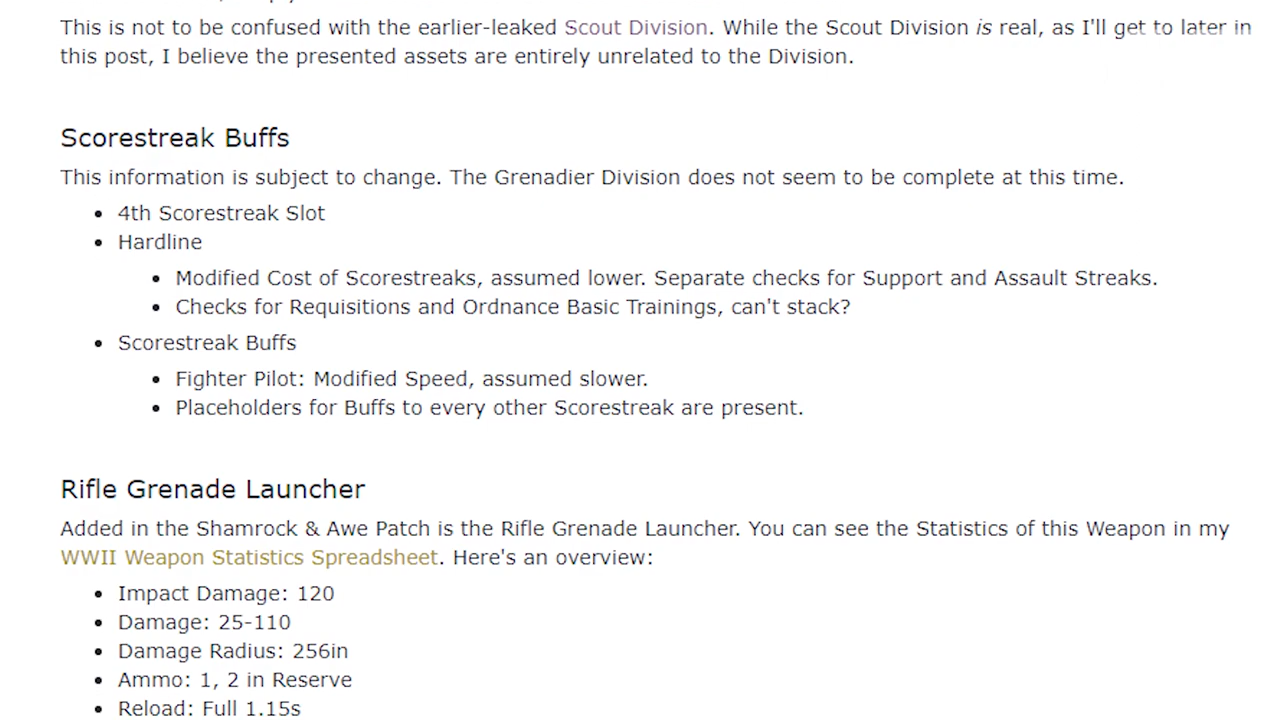 This is not to be confused with the earlier-leaked Scout Division. While the Scout Division is real, as I'll get to later in
this post, I believe the presented assets are entirely unrelated to the Division.
Scorestreak Buffs
This information is subject to change. The Grenadier Division does not seem to be complete at this time.
• 4th Scorestreak Slot
• Hardline
• Modified Cost of Scorestreaks, assumed lower. Separate checks for Support and Assault Streaks.
• Checks for Requisitions and Ordnance Basic Trainings, can't stack?
• Scorestreak Buffs
• Fighter Pilot: Modified Speed, assumed slower.
• Placeholders for Buffs to every other Scorestreak are present.
Rifle Grenade Launcher
Added in the Shamrock & Awe Patch is the Rifle Grenade Launcher. You can see the Statistics of this Weapon in my
WWII Weapon Statistics Spreadsheet. Here's an overview:
• Impact Damage: 120
• Damage: 25-110
• Damage Radius: 256in
• Ammo: 1, 2 in Reserve
• Reload: Full 1.15s